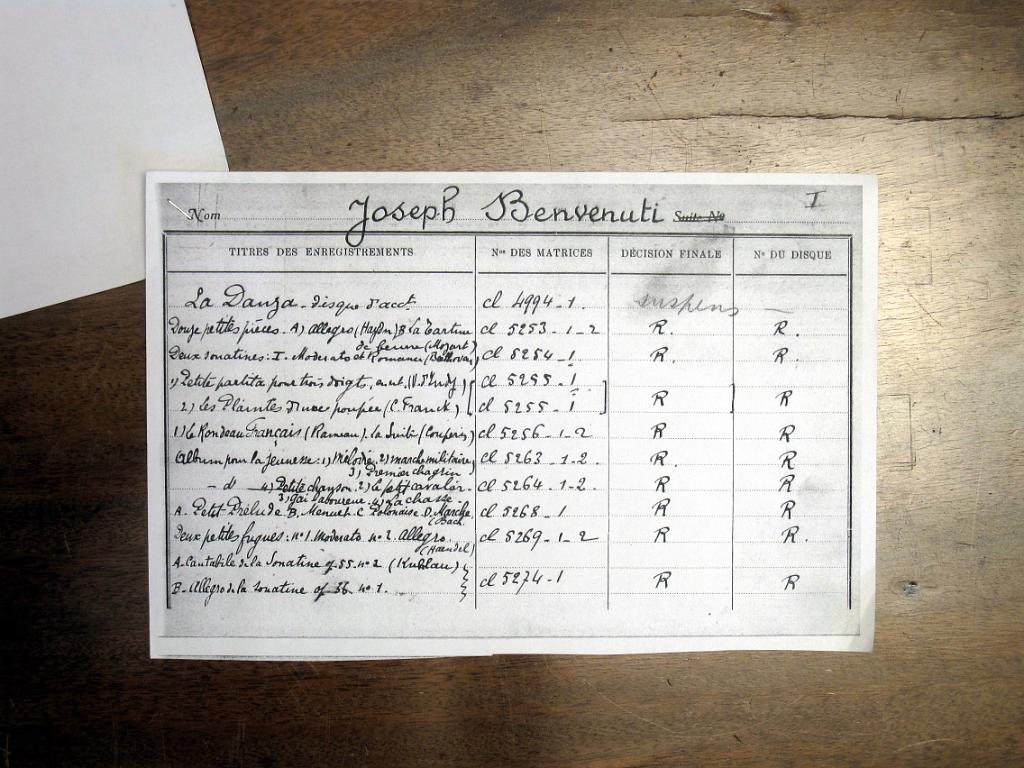 Nom Joseph Benvenuti Suite No I
TITRES DES ENREGISTREMENTS Nos DES MATRICES DÉCISION FINALE No DU DISQUE
La Danza - disque d'acct. cl 4994-1 suspens —
Douze petites pièces. A) Allegro (Haydn) B. La Tartine cl 5253-1-2 R. R.
de beurre (Mozart)
Deux sonatines: I. Moderato et Romance (Beethoven) cl 5254-1 R. R.
1) Petite partita pour trois doigts, (V. d'Indy) cl 5255-1
2) Les Plaintes d'une poupée (C. Franck) cl 5255-1 R R
1) Le Rondeau Français (Rameau). (Couperin) cl 5256-1-2 R R
Album pour la jeunesse: 1) Mélodie. 2) marche militaire cl 5263-1-2. R. R
3) Premier chagrin
- d° 1) Petite chanson. 2) le petit cavalier. cl 5264-1-2. R R
3) gai laboureur. 4) La chasse.
A. Petit Prélude. B. Menuet. C. Polonaise. D. Marche cl 5268-1 R R
(Bach
Deux petites fugues: no 1. Moderato no 2. Allegro. cl 5269-1-2 R R.
(Haendel)
A. Cantabile de la Sonatine op. 55. no 2 (Kuhlau)
cl 5274-1 R R
B. Allegro de la sonatine op. 36 no 1.